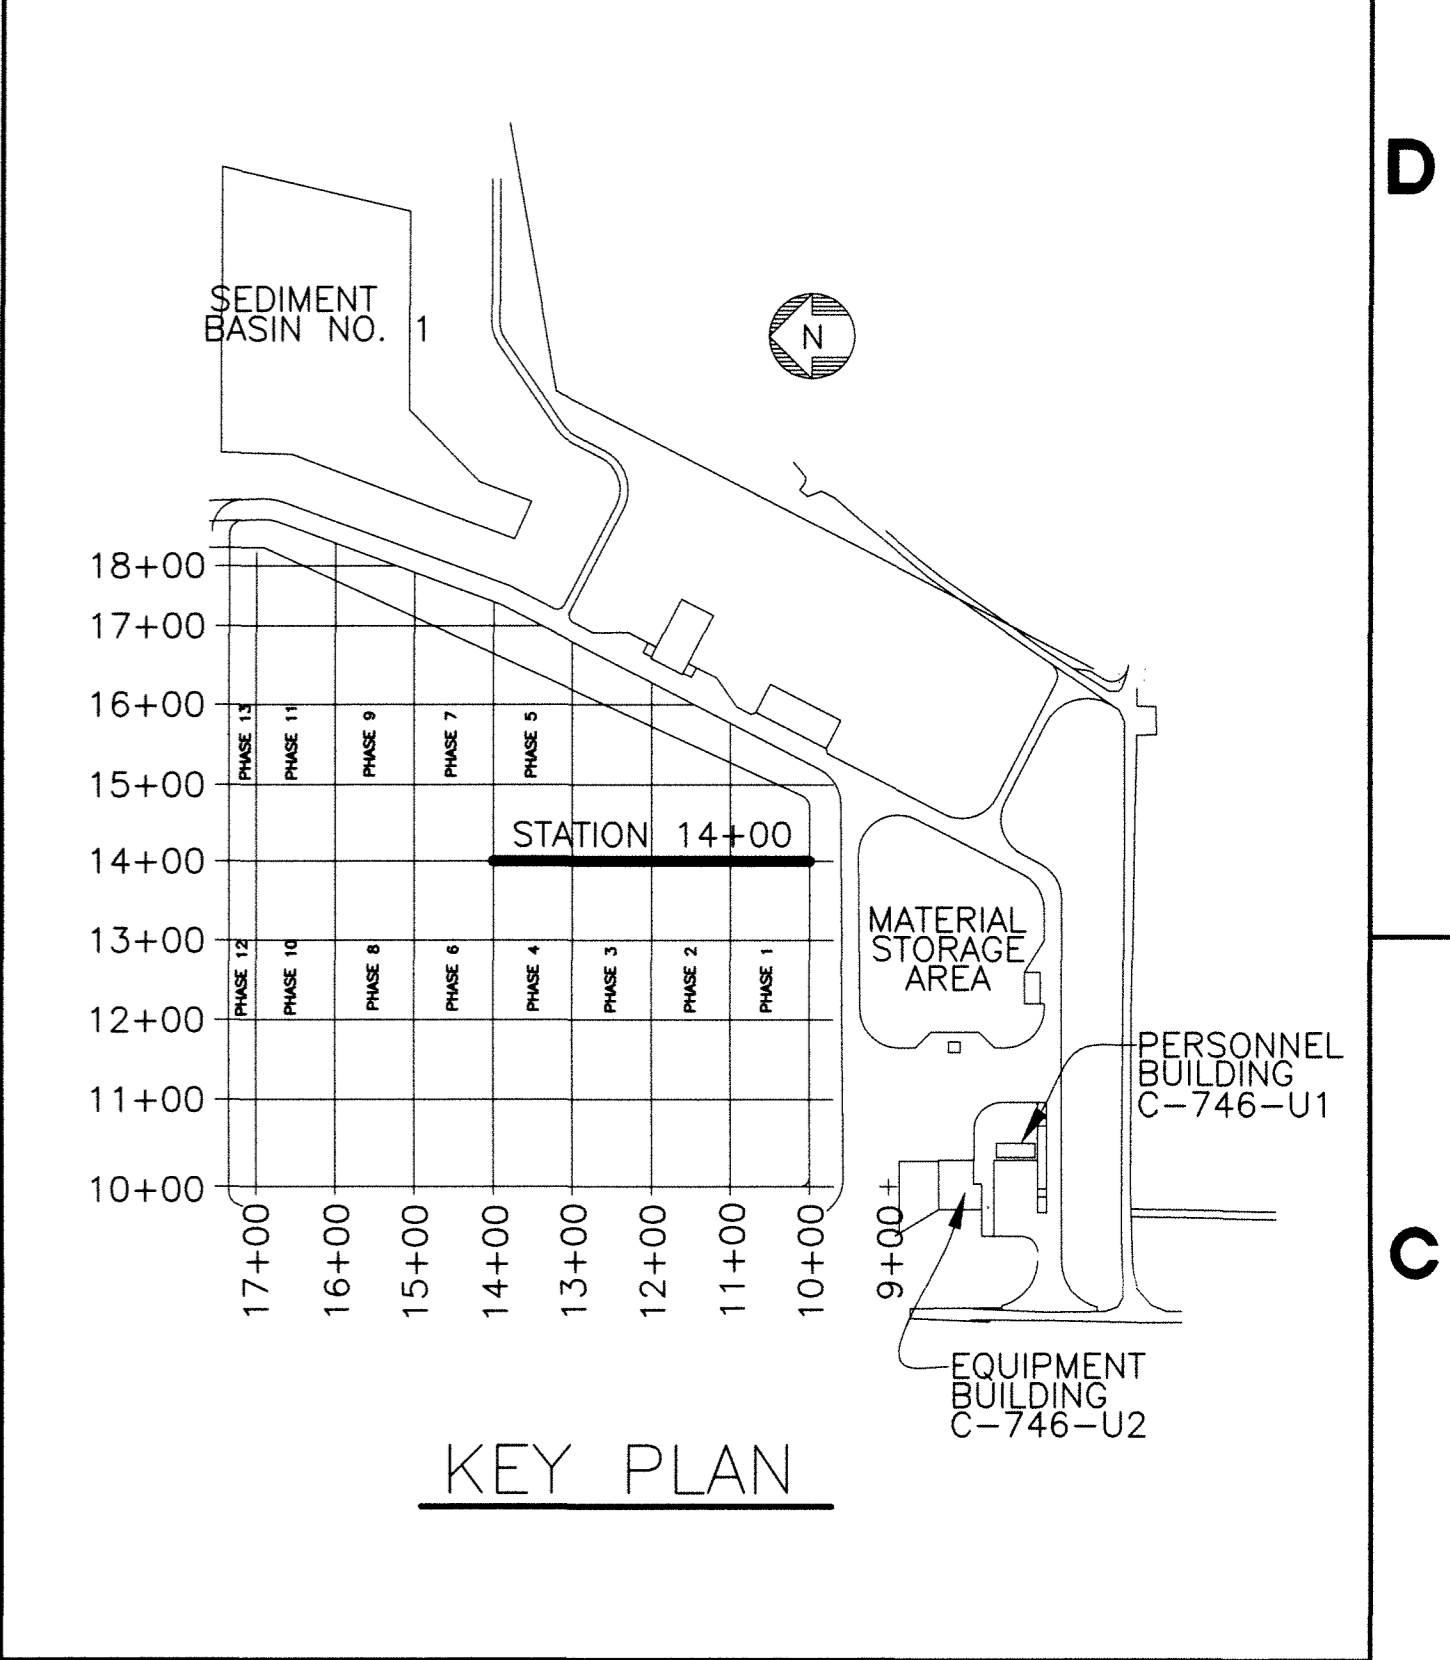 D
SEDIMENT
BASIN NO. 1
N
18+00
17+00
16+00
15+00
14+00
13+00
12+00
11+00
10+00
PHASE 13
PHASE 11
PHASE 9
PHASE 7
PHASE 5
STATION 14+00
PHASE 12
PHASE 10
PHASE 8
PHASE 6
PHASE 4
PHASE 3
PHASE 2
PHASE 1
MATERIAL
STORAGE
AREA
PERSONNEL
BUILDING
C-746-U1
17+00
16+00
15+00
14+00
13+00
12+00
11+00
10+00
9+00
C
EQUIPMENT
BUILDING
C-746-U2
KEY PLAN